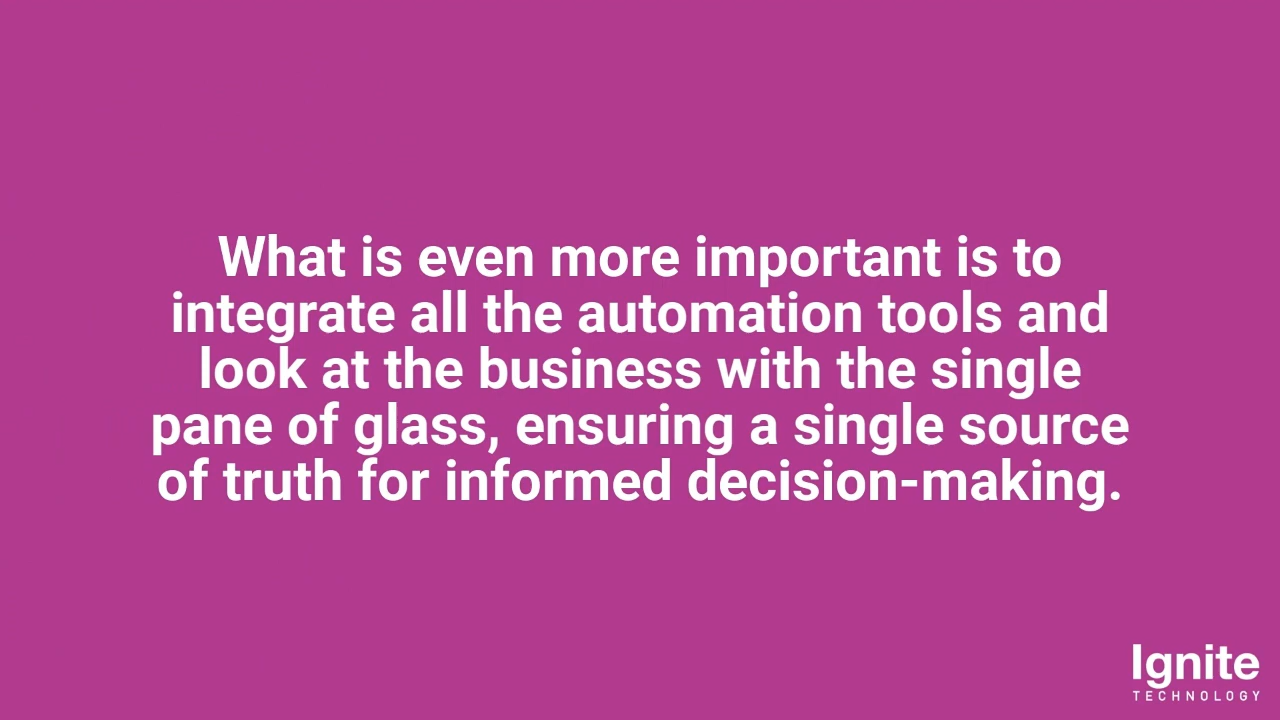 What is even more important is to
integrate all the automation tools and
look at the business with the single
pane of glass, ensuring a single source
of truth for informed decision-making.
Ignite
TECHNOLOGY